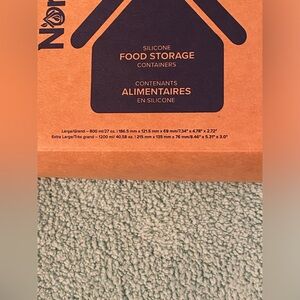 Nor
SILICONE
FOOD STORAGE
CONTAINERS
CONTENANTS
ALIMENTAIRES
EN SILICONE
Large/Grand – 800 ml/27 oz. | 186.5 mm x 121.5 mm x 69 mm/7.34" x 4.78" x 2.72"
Extra Large/Très grand – 1200 ml/ 40.58 oz. | 215 mm x 135 mm x 76 mm/8.46" x 5.31" x 3.0"